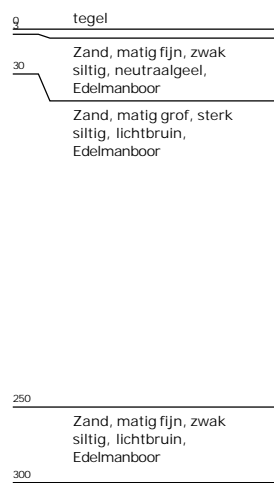 0
tegel
3
Zand, matig fijn, zwak
siltig, neutraalgeel,
Edelmanboor
30
Zand, matig grof, sterk
siltig, lichtbruin,
Edelmanboor
250
Zand, matig fijn, zwak
siltig, lichtbruin,
Edelmanboor
300